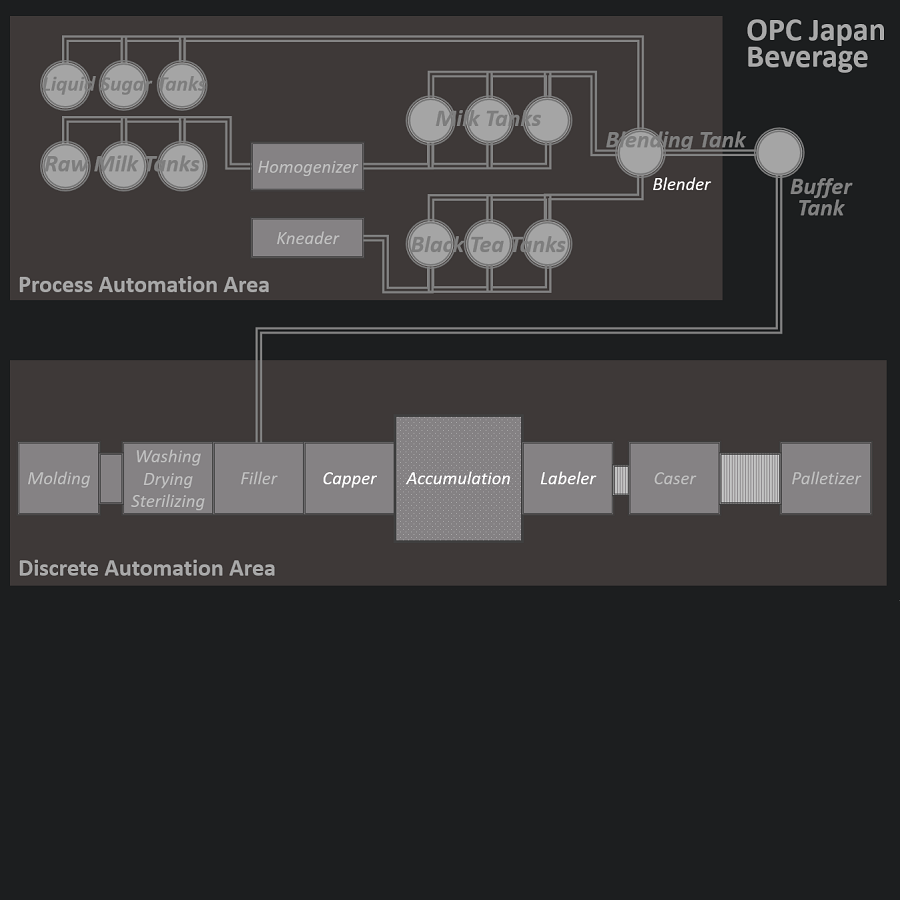 OPC Japan
Beverage
Liquid Sugar Tanks
Milk Tanks
Blending Tank
Raw Milk Tanks
Homogenizer
Blender
Buffer
Tank
Kneader
Black Tea Tanks
Process Automation Area
Molding
Washing
Drying
Sterilizing
Filler
Capper
Accumulation
Labeler
Caser
Palletizer
Discrete Automation Area